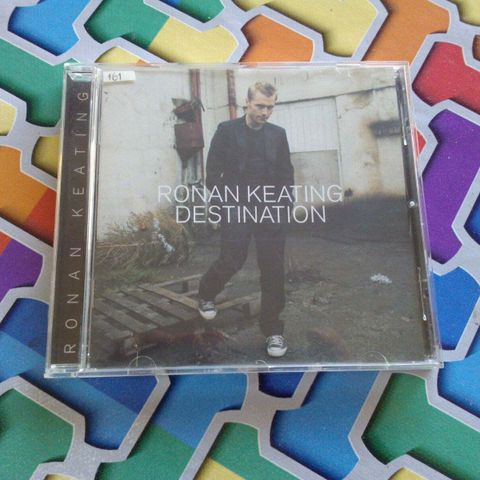 161
RONAN KEATING
DESTINATION
RONAN KEATING